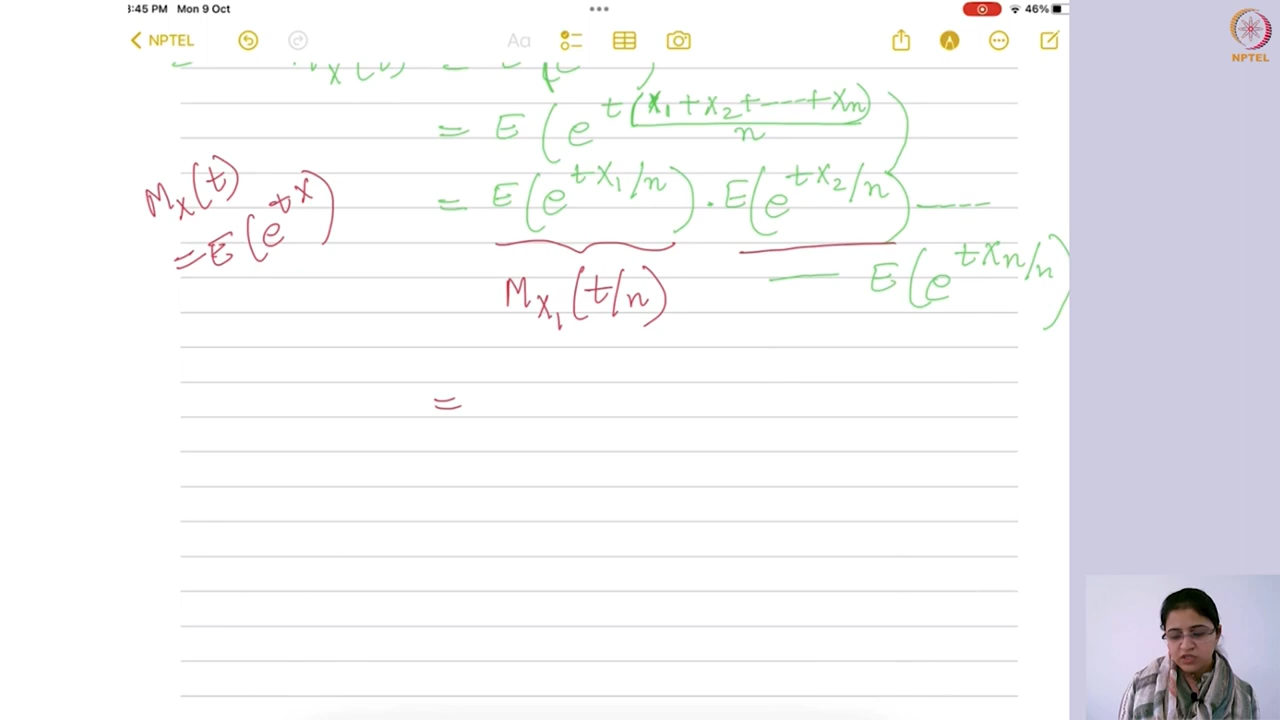 3:45 PM Mon 9 Oct
46%
NPTEL
Aa
NPTEL
= E(e^{t(X_1+X_2+----+X_n)/n})
= E(e^{tX_1/n}) . E(e^{tX_2/n}) ----
—— E(e^{tX_n/n})
M_X(t)
= E(e^{tX})
M_{X_1}(t/n)
=